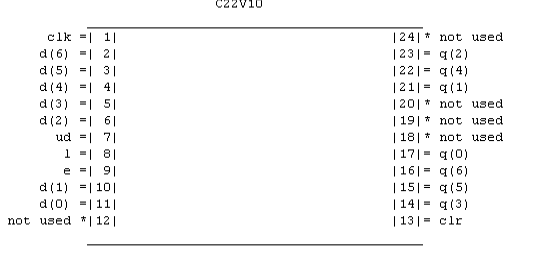 C22V10
clk =| 1| |24|* not used
d(6) =| 2| |23|= q(2)
d(5) =| 3| |22|= q(4)
d(4) =| 4| |21|= q(1)
d(3) =| 5| |20|* not used
d(2) =| 6| |19|* not used
ud =| 7| |18|* not used
l =| 8| |17|= q(0)
e =| 9| |16|= q(6)
d(1) =|10| |15|= q(5)
d(0) =|11| |14|= q(3)
not used *|12| |13|= clr